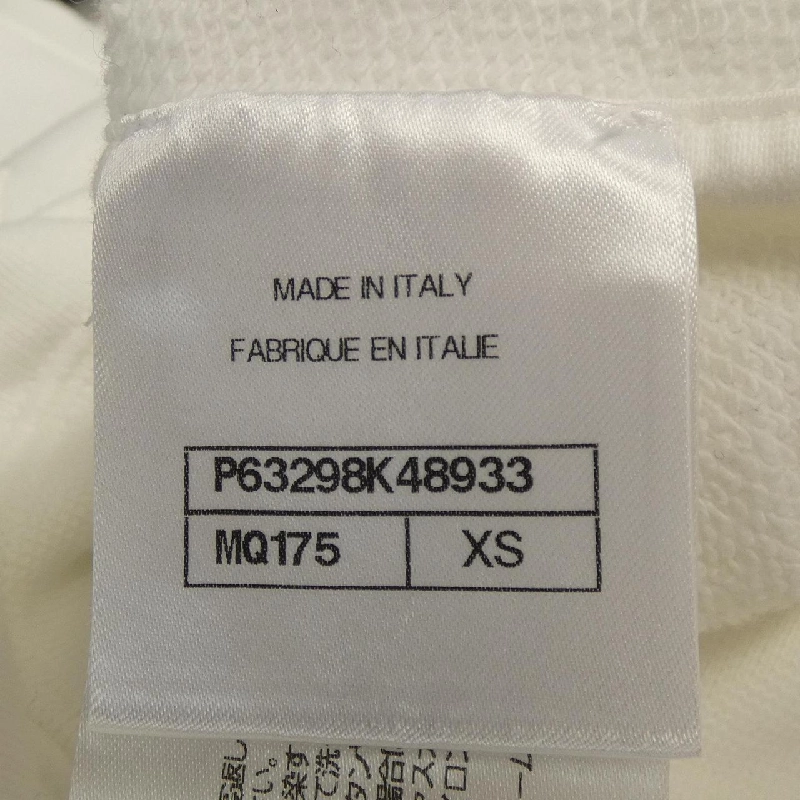 MADE IN ITALY
FABRIQUE EN ITALIE
P63298K48933
MQ175 XS